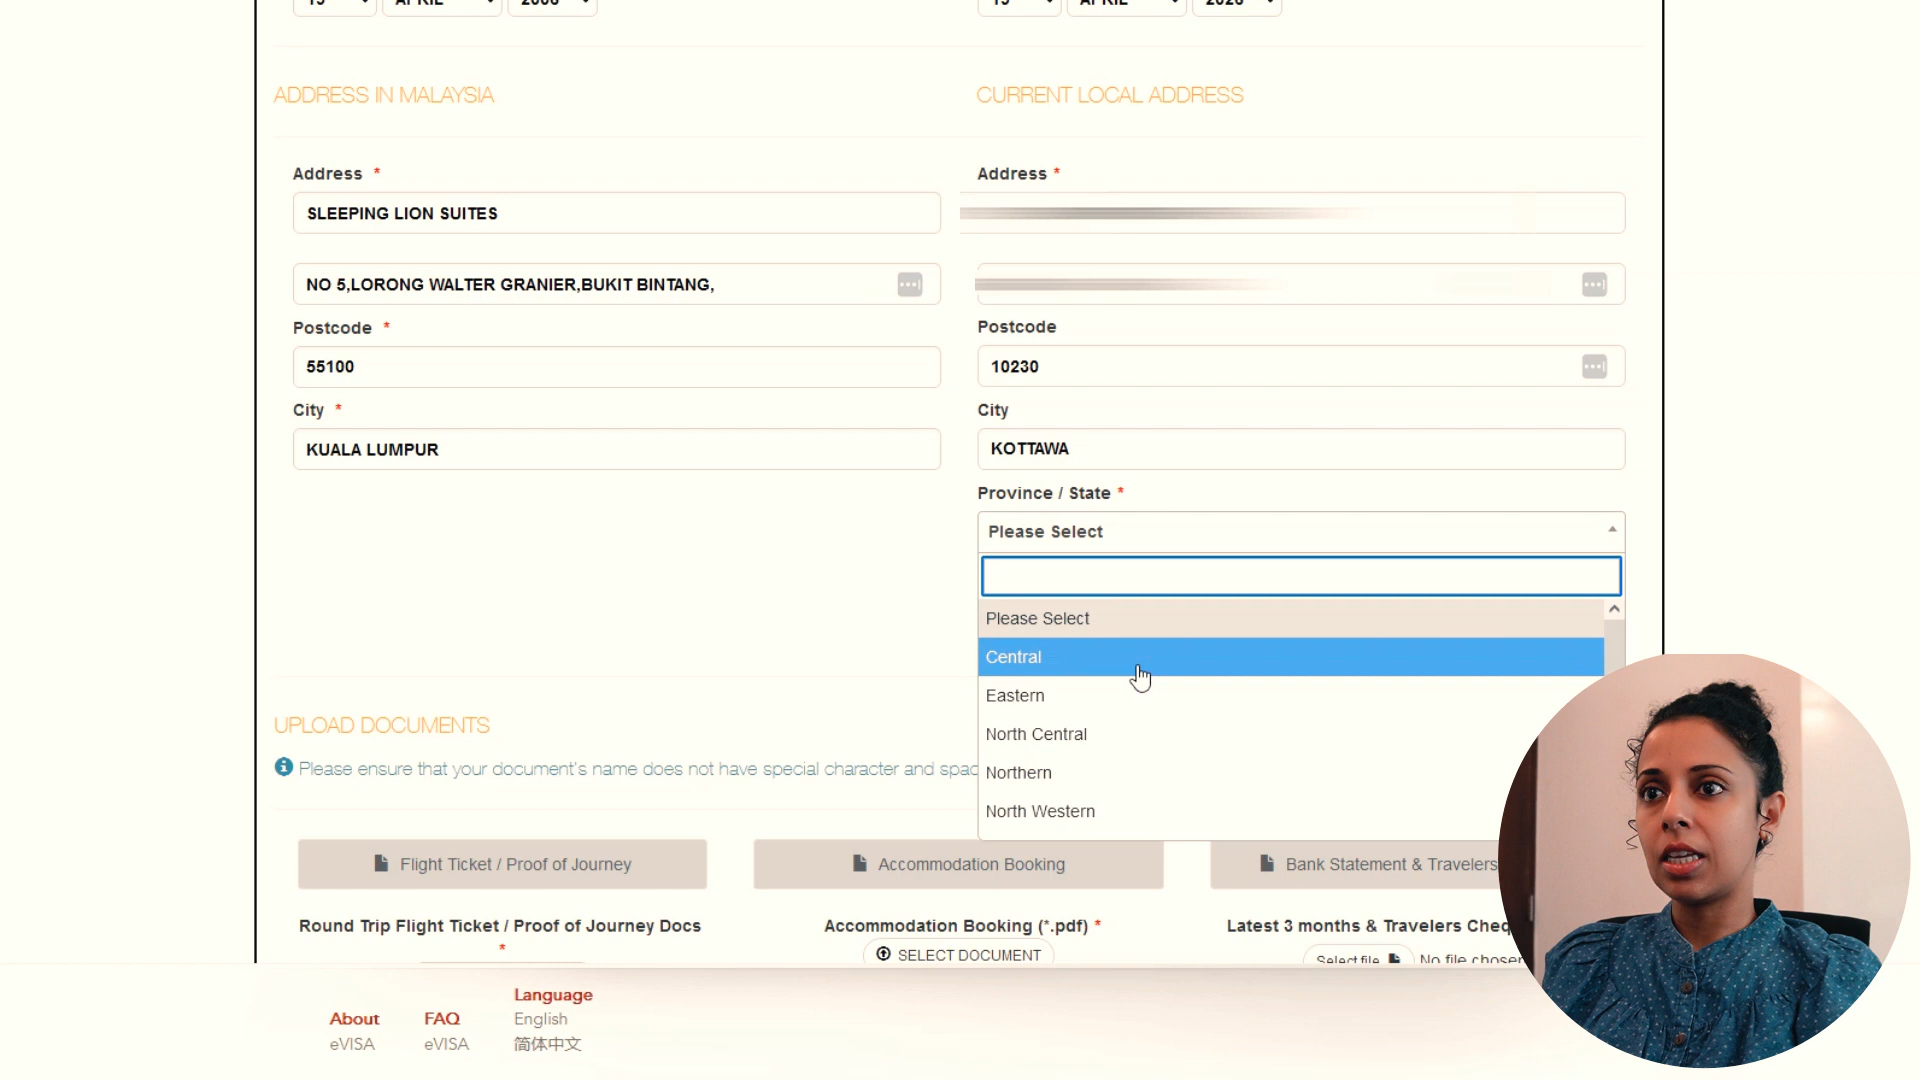 ADDRESS IN MALAYSIA
CURRENT LOCAL ADDRESS
Address *
Address *
SLEEPING LION SUITES
NO 5,LORONG WALTER GRANIER,BUKIT BINTANG,
Postcode *
Postcode
55100
10230
City *
City
KUALA LUMPUR
KOTTAWA
Province / State *
Please Select
Please Select
Central
Eastern
North Central
Northern
North Western
UPLOAD DOCUMENTS
Please ensure that your document's name does not have special character and spac
Flight Ticket / Proof of Journey
Accommodation Booking
Bank Statement & Travelers
Round Trip Flight Ticket / Proof of Journey Docs
*
Accommodation Booking (*.pdf) *
Latest 3 months & Travelers Cheq
SELECT DOCUMENT
Select file
No file chosen
Language
About
FAQ
English
eVISA
eVISA
简体中文